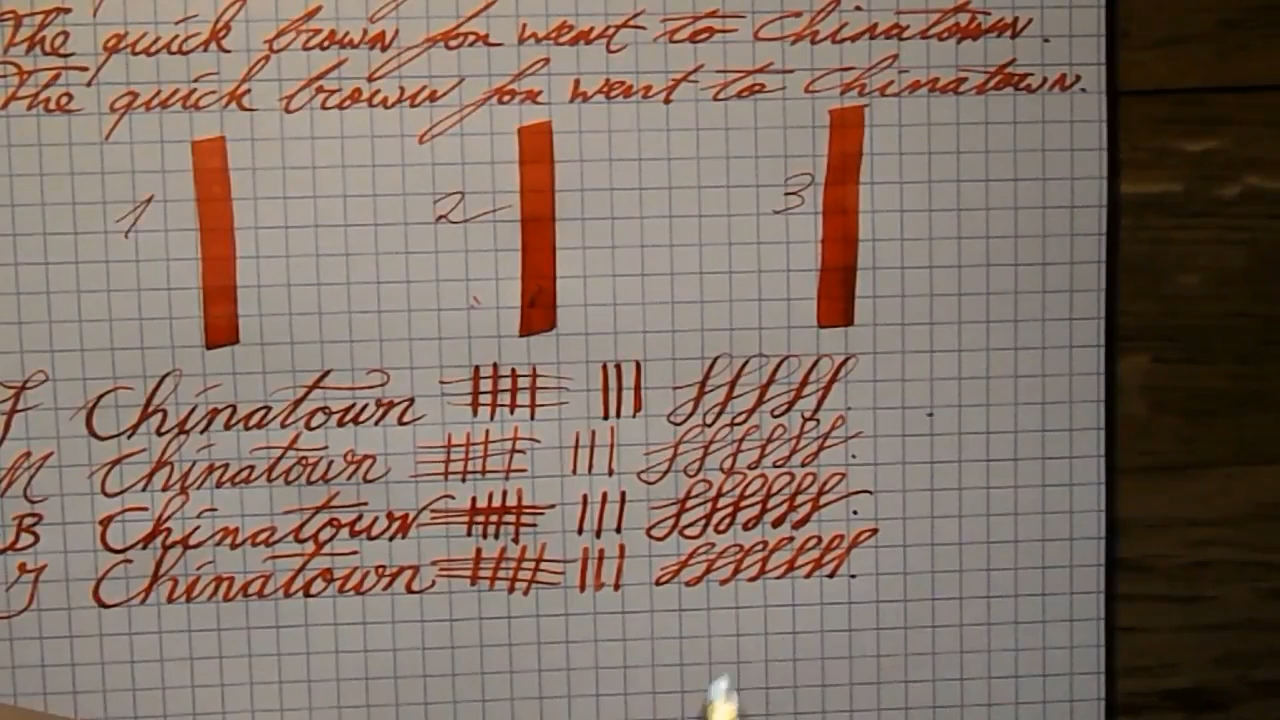 The quick brown fox went to Chinatown.
The quick brown fox went to Chinatown.
1 2 3
F Chinatown
M Chinatown
B Chinatown
Chinatown